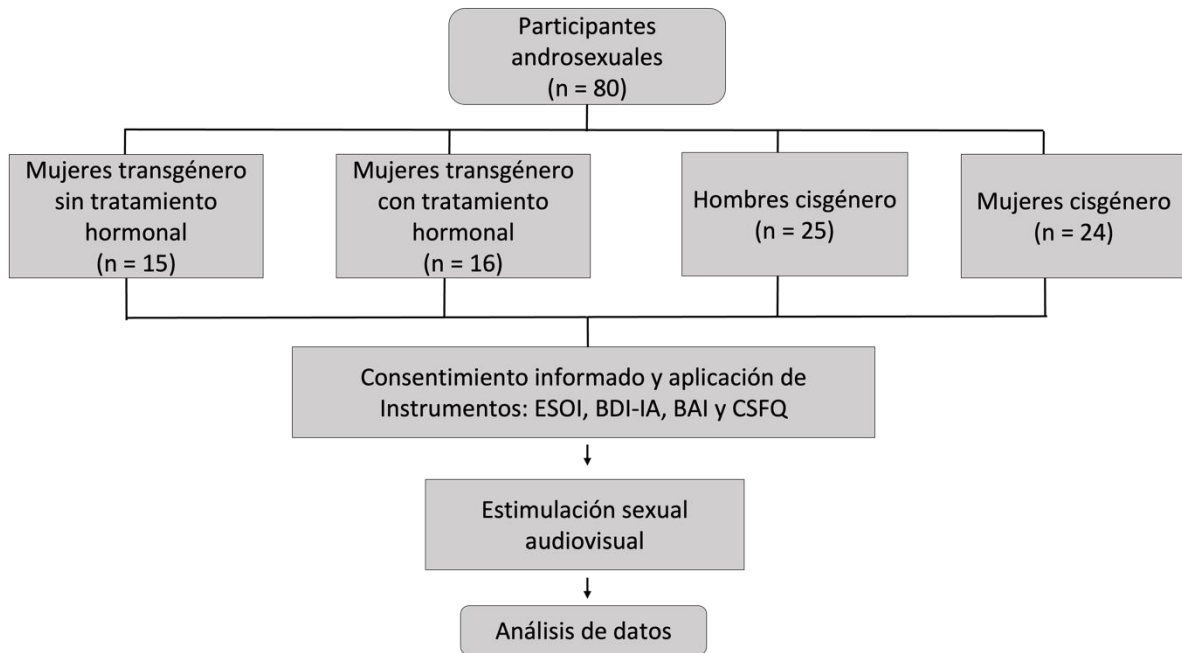 Participantes
androsexuales
(n = 80)
Mujeres transgénero
sin tratamiento
hormonal
(n = 15)
Mujeres transgénero
con tratamiento
hormonal
(n = 16)
Hombres cisgénero
(n = 25)
Mujeres cisgénero
(n = 24)
Consentimiento informado y aplicación de
Instrumentos: ESOI, BDI-IA, BAI y CSFQ
Estimulación sexual
audiovisual
Análisis de datos